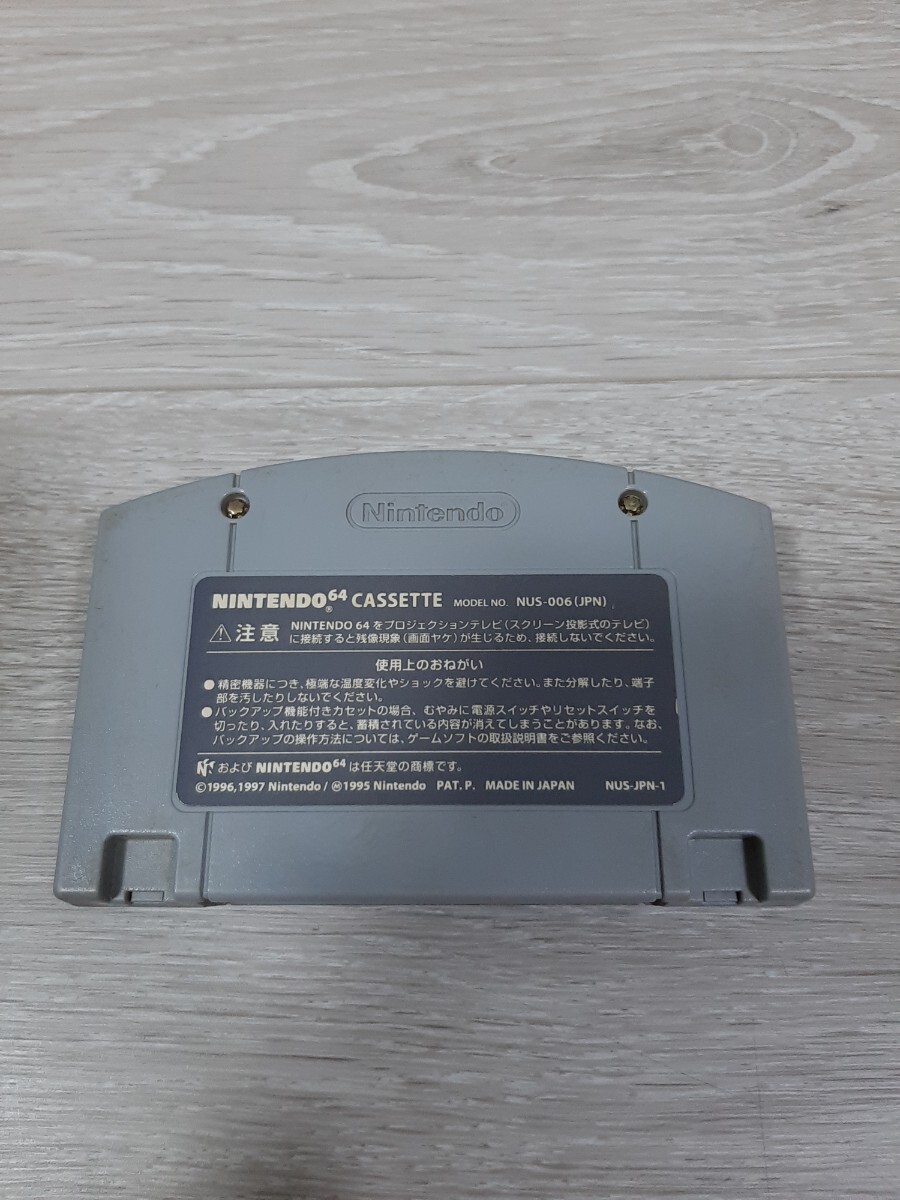 Nintendo
NINTENDO64® CASSETTE MODEL NO. NUS-006(JPN)
⚠注意 NINTENDO 64をプロジェクションテレビ(スクリーン投影式のテレビ)
に接続すると残像現象(画面ヤケ)が生じるため、接続しないでください。
使用上のおねがい
●精密機器につき、極端な温度変化やショックを避けてください。また分解したり、端子
部を汚したりしないでください。
●バックアップ機能付きカセットの場合、むやみに電源スイッチやリセットスイッチを
切ったり、入れたりすると、蓄積されている内容が消えてしまうことがあります。なお、
バックアップの操作方法については、ゲームソフトの取扱説明書をご参照ください。
および NINTENDO64 は任天堂の商標です。
©1996,1997 Nintendo/Ⓜ1995 Nintendo PAT. P. MADE IN JAPAN NUS-JPN-1